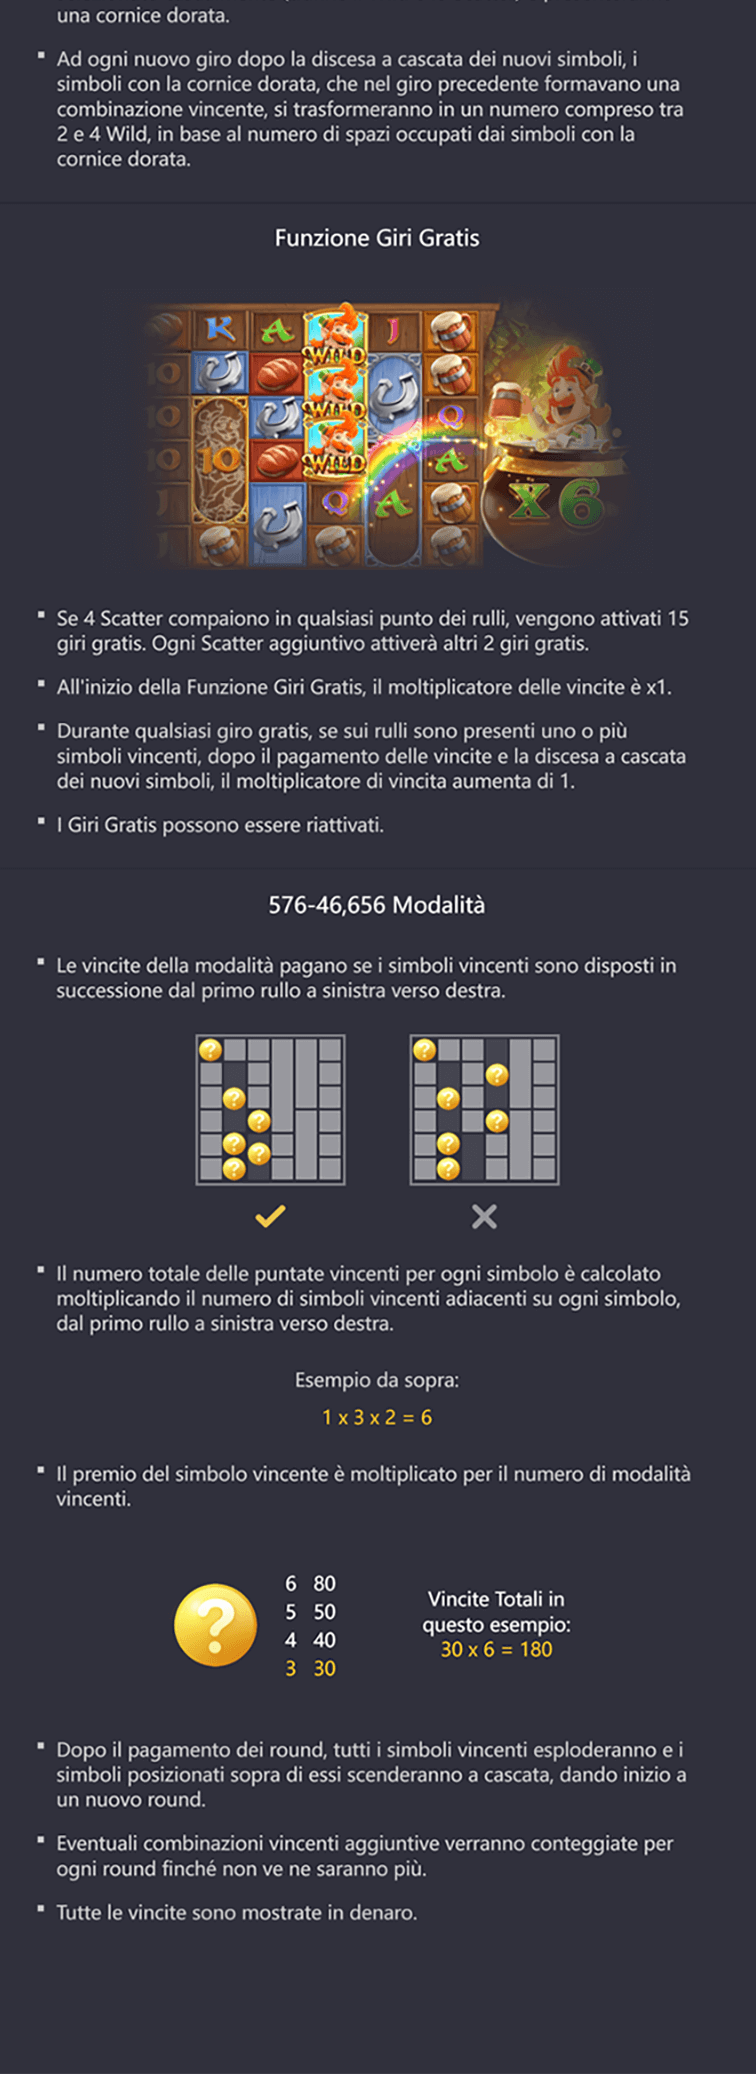 una cornice dorata.
Ad ogni nuovo giro dopo la discesa a cascata dei nuovi simboli, i
simboli con la cornice dorata, che nel giro precedente formavano una
combinazione vincente, si trasformeranno in un numero compreso tra
2 e 4 Wild, in base al numero di spazi occupati dai simboli con la
cornice dorata.
Funzione Giri Gratis
K A J
WILD
10 WILD
10 WILD Q
10 10 WILD A
J Q A X6
J
Se 4 Scatter compaiono in qualsiasi punto dei rulli, vengono attivati 15
giri gratis. Ogni Scatter aggiuntivo attiverà altri 2 giri gratis.
All'inizio della Funzione Giri Gratis, il moltiplicatore delle vincite è x1.
Durante qualsiasi giro gratis, se sui rulli sono presenti uno o più
simboli vincenti, dopo il pagamento delle vincite e la discesa a cascata
dei nuovi simboli, il moltiplicatore di vincita aumenta di 1.
I Giri Gratis possono essere riattivati.
576-46,656 Modalità
Le vincite della modalità pagano se i simboli vincenti sono disposti in
successione dal primo rullo a sinistra verso destra.
? ?
?
? ?
? ?
? ?
? ?
? ?
Il numero totale delle puntate vincenti per ogni simbolo è calcolato
moltiplicando il numero di simboli vincenti adiacenti su ogni simbolo,
dal primo rullo a sinistra verso destra.
Esempio da sopra:
1 x 3 x 2 = 6
Il premio del simbolo vincente è moltiplicato per il numero di modalità
vincenti.
?
6 80
5 50
4 40
3 30
Vincite Totali in
questo esempio:
30 x 6 = 180
Dopo il pagamento dei round, tutti i simboli vincenti esploderanno e i
simboli posizionati sopra di essi scenderanno a cascata, dando inizio a
un nuovo round.
Eventuali combinazioni vincenti aggiuntive verranno conteggiate per
ogni round finché non ve ne saranno più.
Tutte le vincite sono mostrate in denaro.